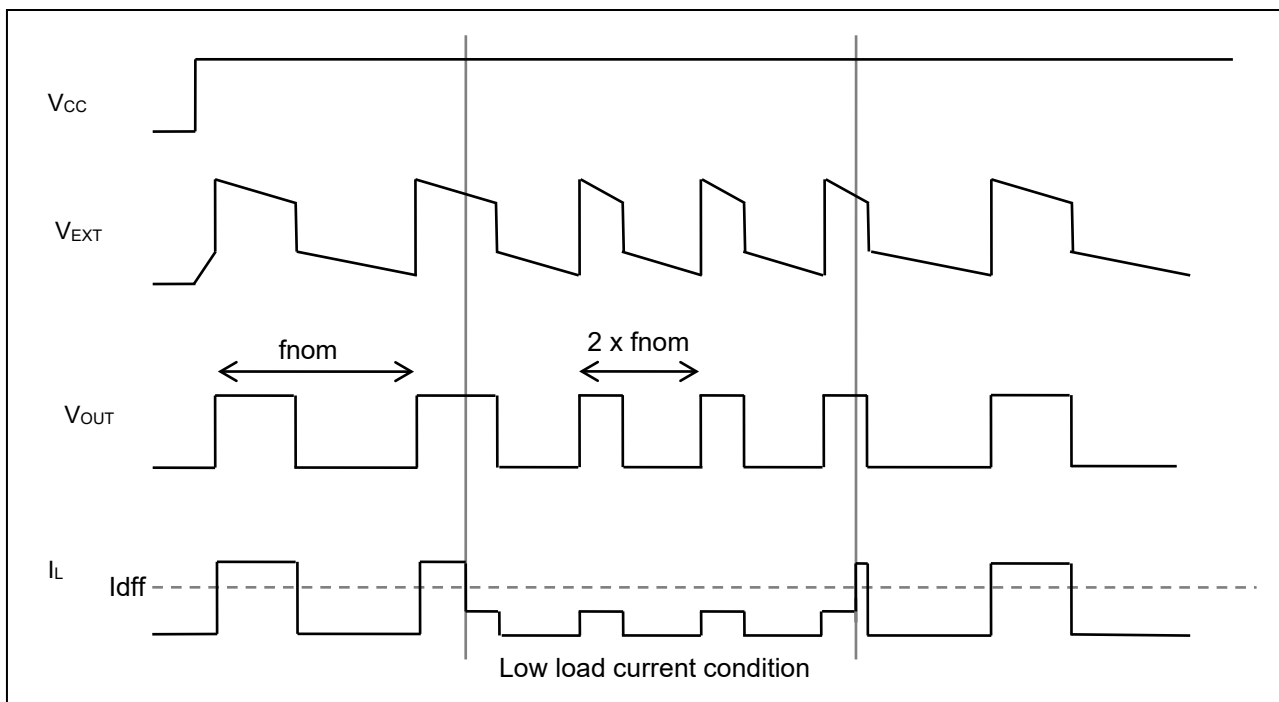 VCC
VEXT
fnom
2 x fnom
VOUT
IL
Idff
Low load current condition